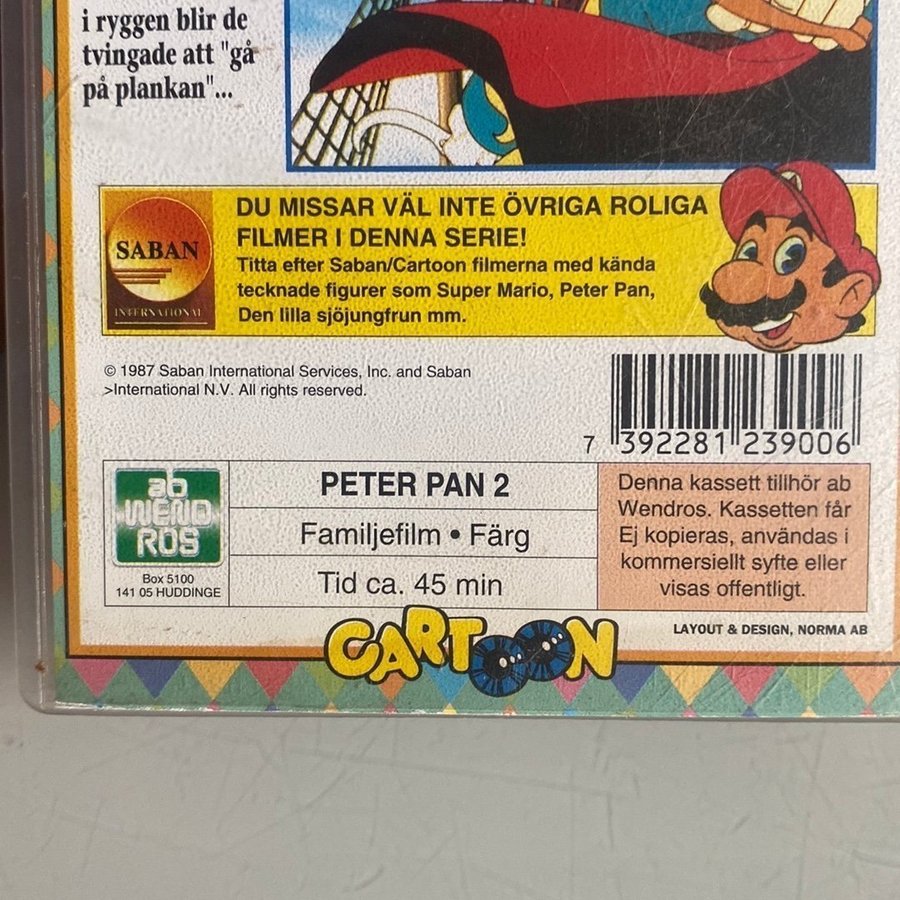 i ryggen blir de
tvingade att "gå
på plankan"...
SABAN
INTERNATIONAL
DU MISSAR VÄL INTE ÖVRIGA ROLIGA
FILMER I DENNA SERIE!
Titta efter Saban/Cartoon filmerna med kända
tecknade figurer som Super Mario, Peter Pan,
Den lilla sjöjungfrun mm.
© 1987 Saban International Services, Inc. and Saban
>International N.V. All rights reserved.
7 392281 239006
ab
WEND
ROS
Box 5100
141 05 HUDDINGE
PETER PAN 2
Familjefilm • Färg
Tid ca. 45 min
Denna kassett tillhör ab
Wendros. Kassetten får
Ej kopieras, användas i
kommersiellt syfte eller
visas offentligt.
LAYOUT & DESIGN, NORMA AB
CARTOON